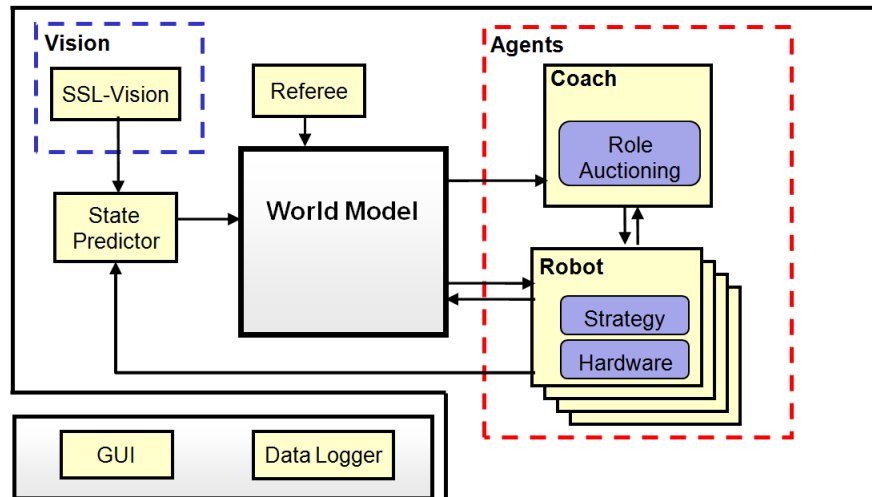 Vision
SSL-Vision
Referee
Agents
Coach
Role
Auctioning
State
Predictor
World Model
Robot
Strategy
Hardware
GUI
Data Logger